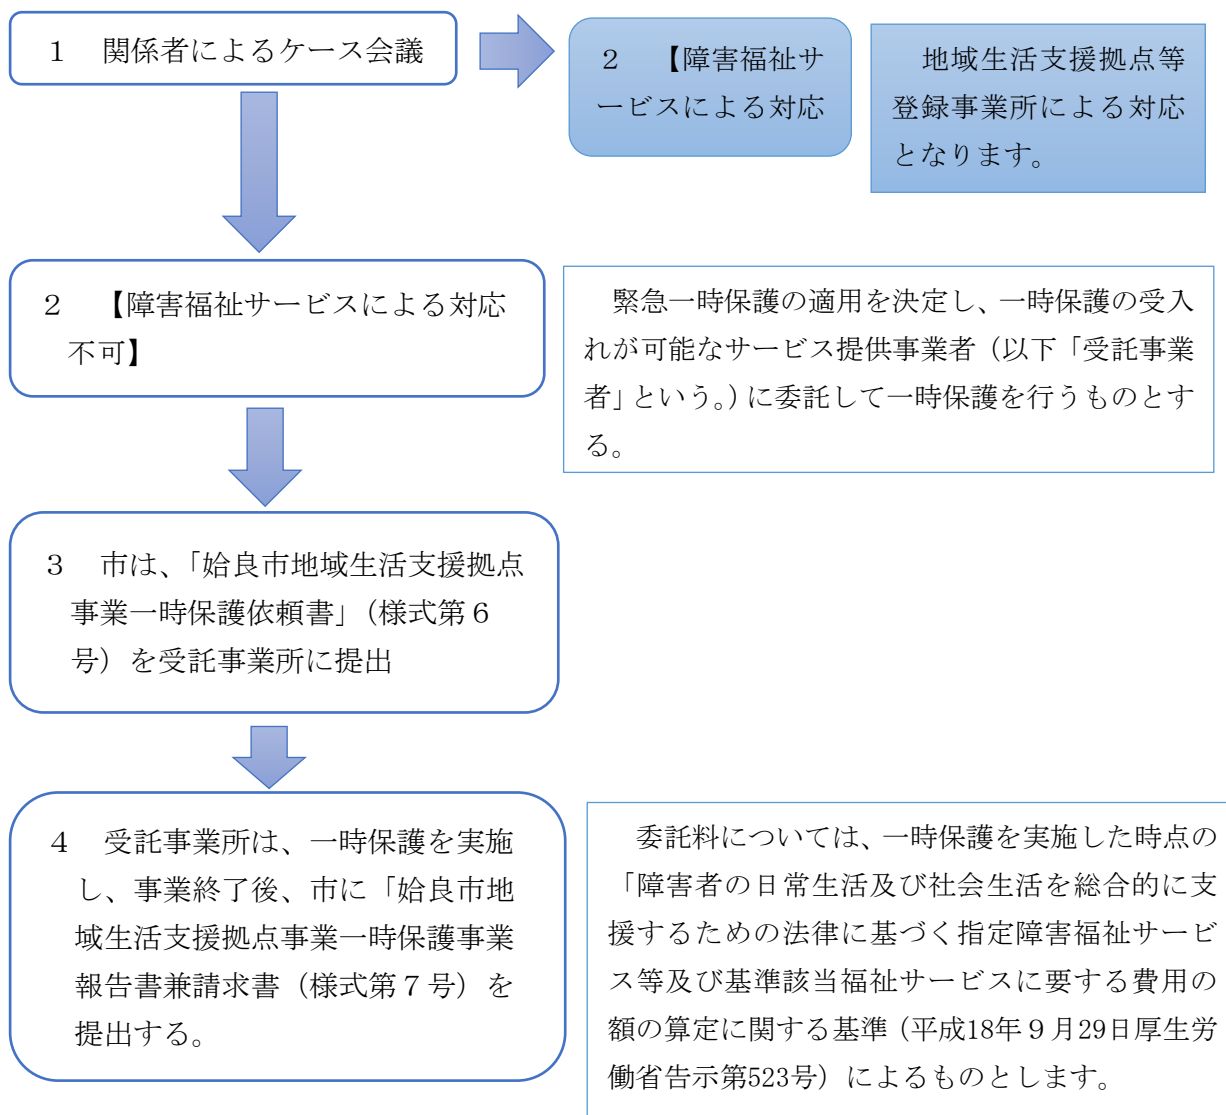 １　関係者によるケース会議
２　【障害福祉サ
ービスによる対応
地域生活支援拠点等
登録事業所による対応
となります。
２　【障害福祉サービスによる対応
不可】
緊急一時保護の適用を決定し、一時保護の受入
れが可能なサービス提供事業者（以下「受託事業
者」という。）に委託して一時保護を行うものとす
る。
３　市は、「姶良市地域生活支援拠点
事業一時保護依頼書」（様式第６
号）を受託事業所に提出
４　受託事業所は、一時保護を実施
し、事業終了後、市に「姶良市地
域生活支援拠点事業一時保護事業
報告書兼請求書（様式第７号）を
提出する。
委託料については、一時保護を実施した時点の
「障害者の日常生活及び社会生活を総合的に支
援するための法律に基づく指定障害福祉サービ
ス等及び基準該当福祉サービスに要する費用の
額の算定に関する基準（平成18年９月29日厚生労
働省告示第523号）によるものとします。